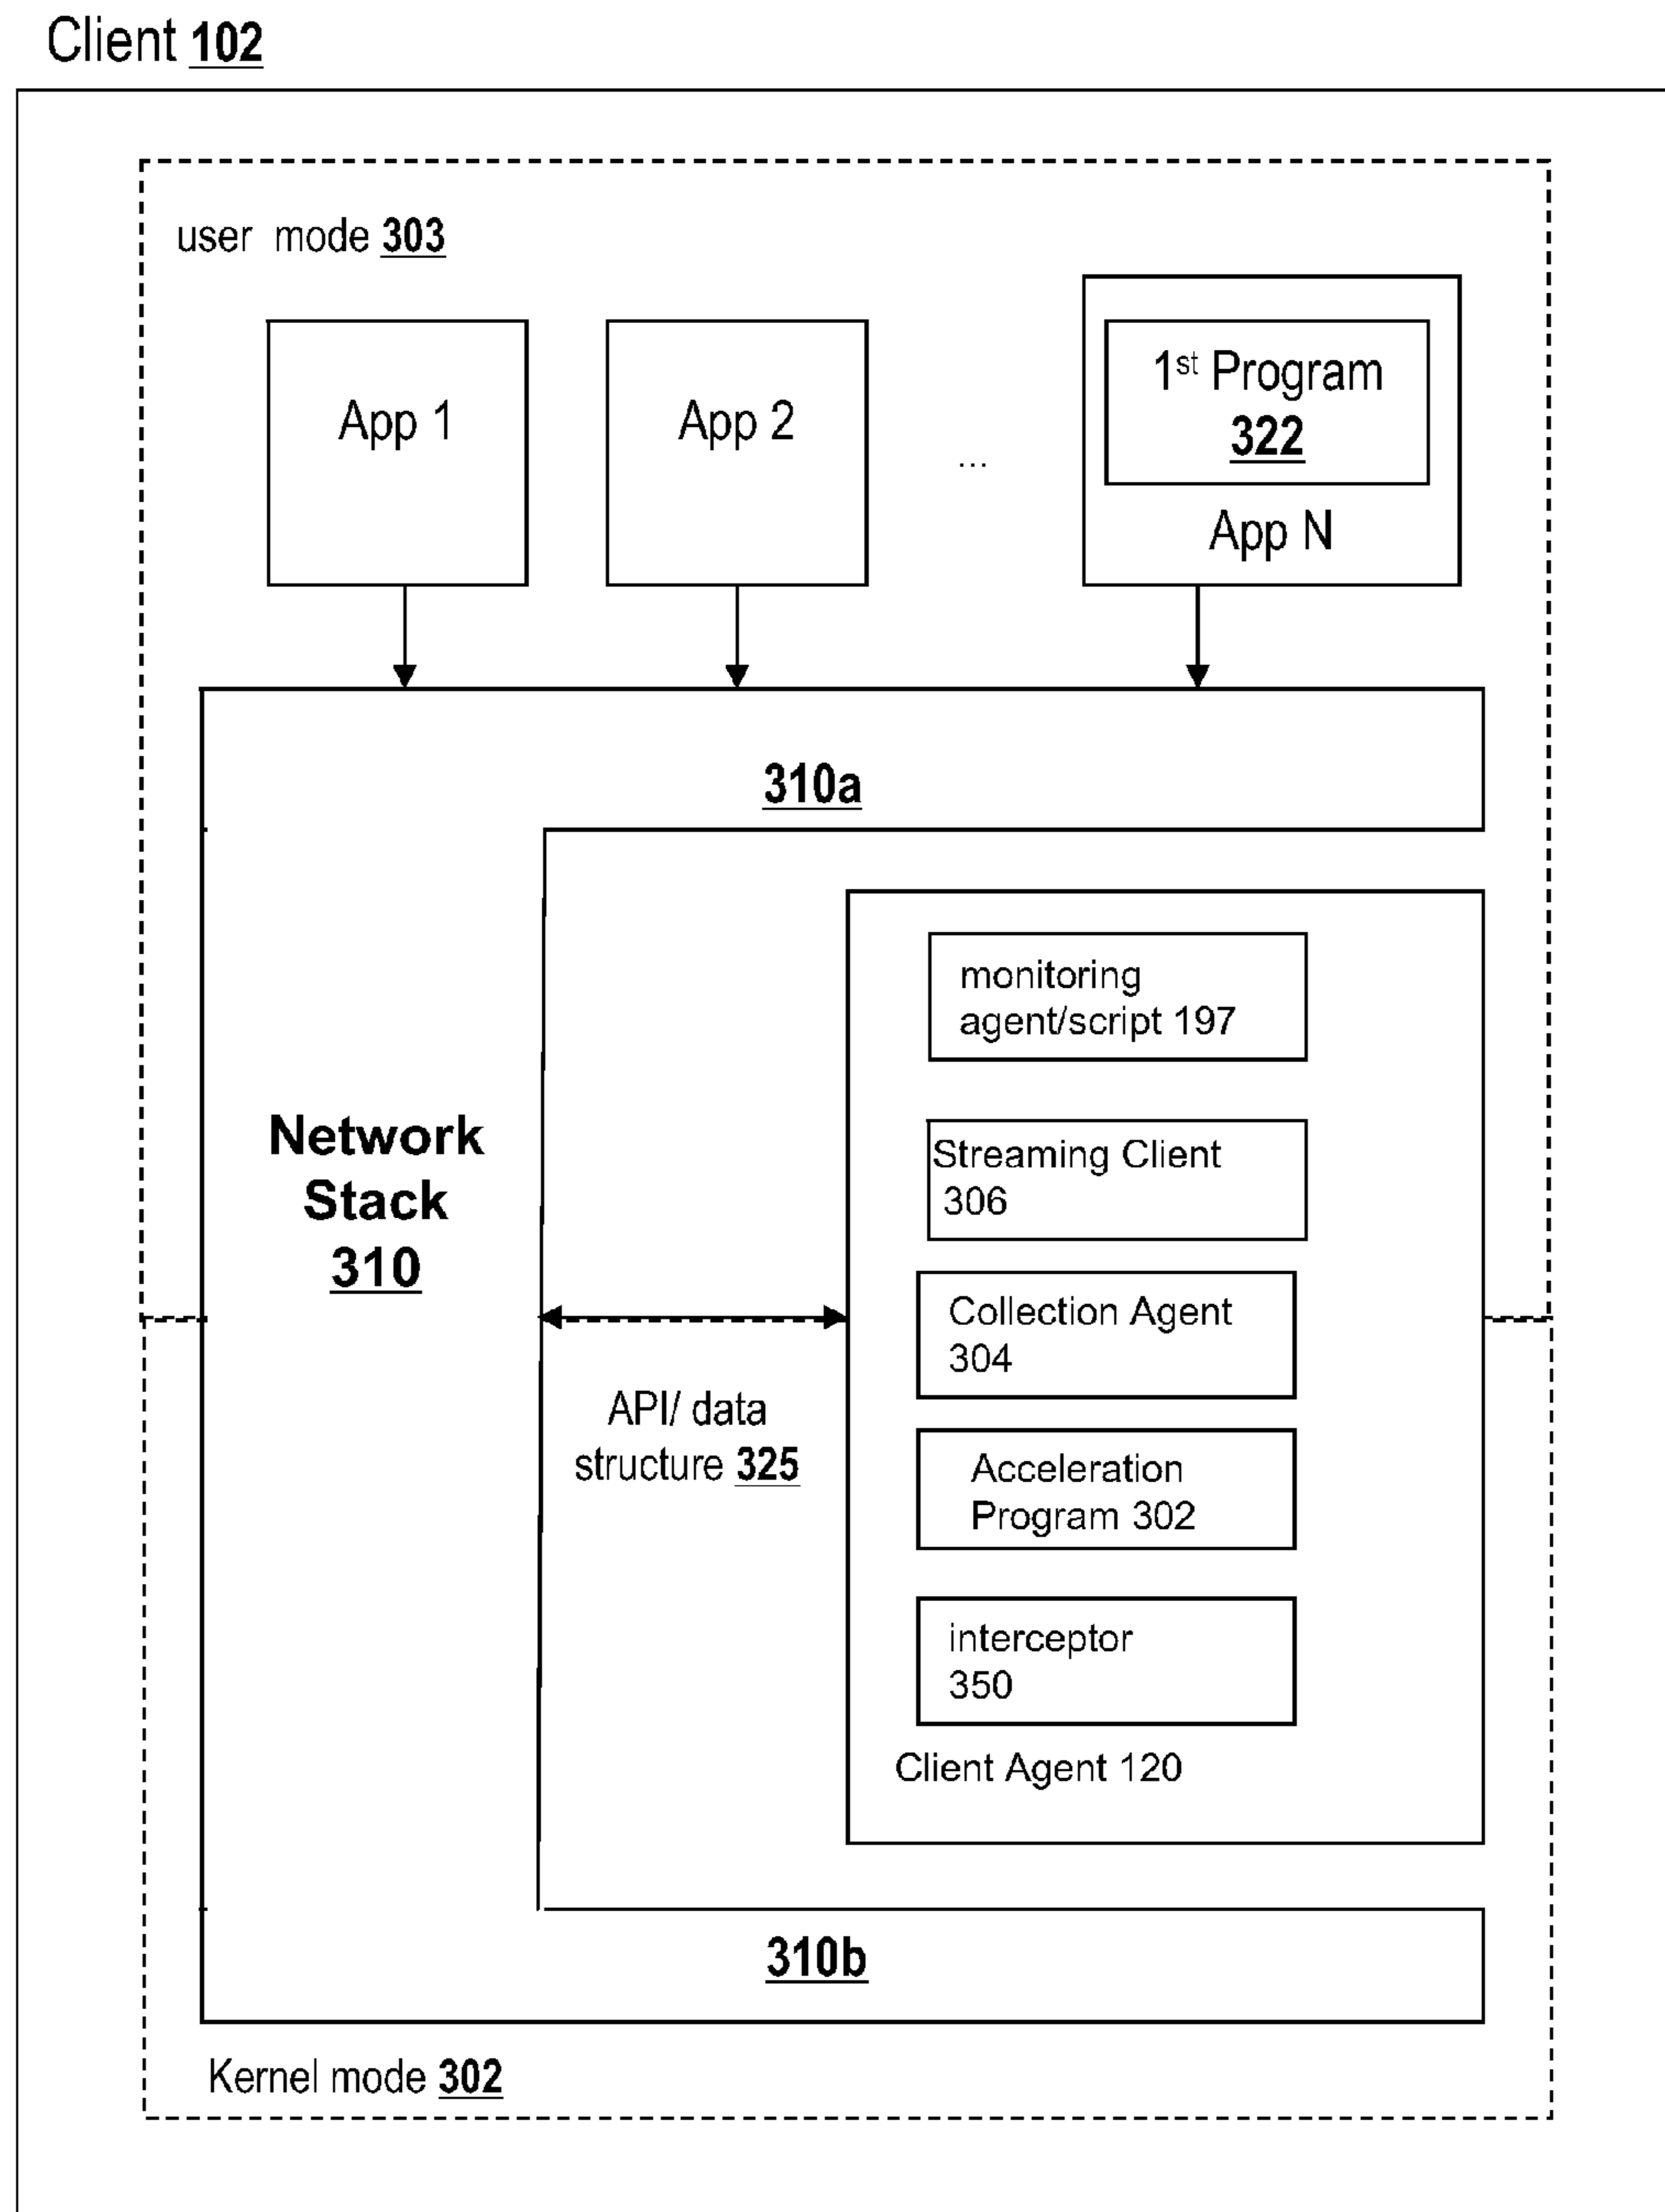 Client 102
user mode 303
App 1
App 2
...
1st Program
322
App N
310a
Network
Stack
310
API/ data
structure 325
monitoring
agent/script 197
Streaming Client
306
Collection Agent
304
Acceleration
Program 302
interceptor
350
Client Agent 120
310b
Kernel mode 302